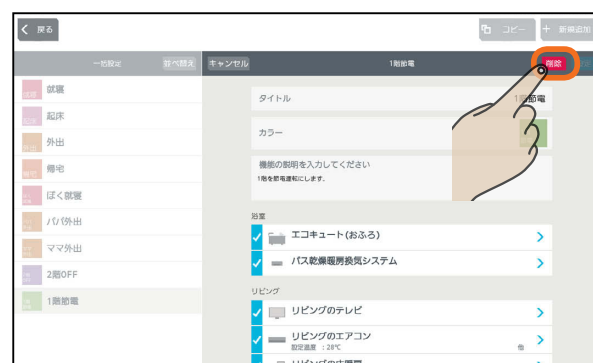 戻る
コピー
+ 新規追加
一括設定
並べ替え
キャンセル
1階節電
削除
就寝
起床
外出
帰宅
ぼく就寝
パパ外出
ママ外出
2階OFF
1階節電
タイトル
1階節電
カラー
機能の説明を入力してください
1階を節電運転にします。
浴室
エコキュート(おふろ)
バス乾燥暖房換気システム
リビング
リビングのテレビ
リビングのエアコン
設定温度 : 28℃
他